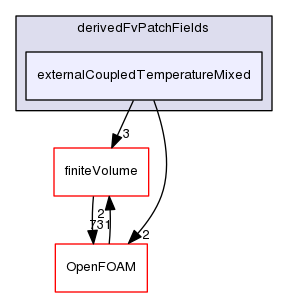 derivedFvPatchFields
externalCoupledTemperatureMixed
3
finiteVolume
2
731
2
OpenFOAM